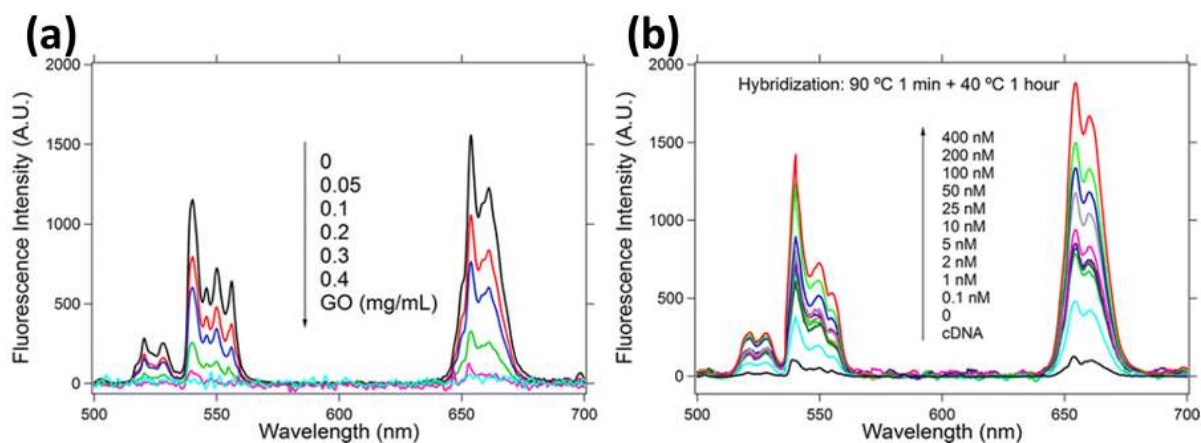 (a)
Fluorescence Intensity (A.U.)
2000
1500
1000
500
0
0
0.05
0.1
0.2
0.3
0.4
GO (mg/mL)
500
550
600
650
700
Wavelength (nm)
(b)
Fluorescence Intensity (A.U.)
2000
1500
1000
500
0
Hybridization: 90 ºC 1 min + 40 ºC 1 hour
400 nM
200 nM
100 nM
50 nM
25 nM
10 nM
5 nM
2 nM
1 nM
0.1 nM
0
cDNA
500
550
600
650
700
Wavelength (nm)